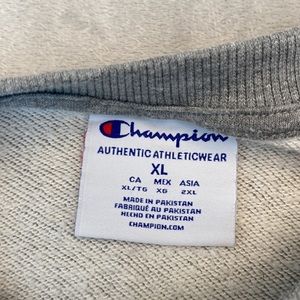 Champion
AUTHENTIC ATHLETICWEAR
XL
CA MEX ASIA
XL/TG XG 2XL
MADE IN PAKISTAN
FABRIQUÉ AU PAKISTAN
HECHO EN PAKISTAN
CHAMPION.COM